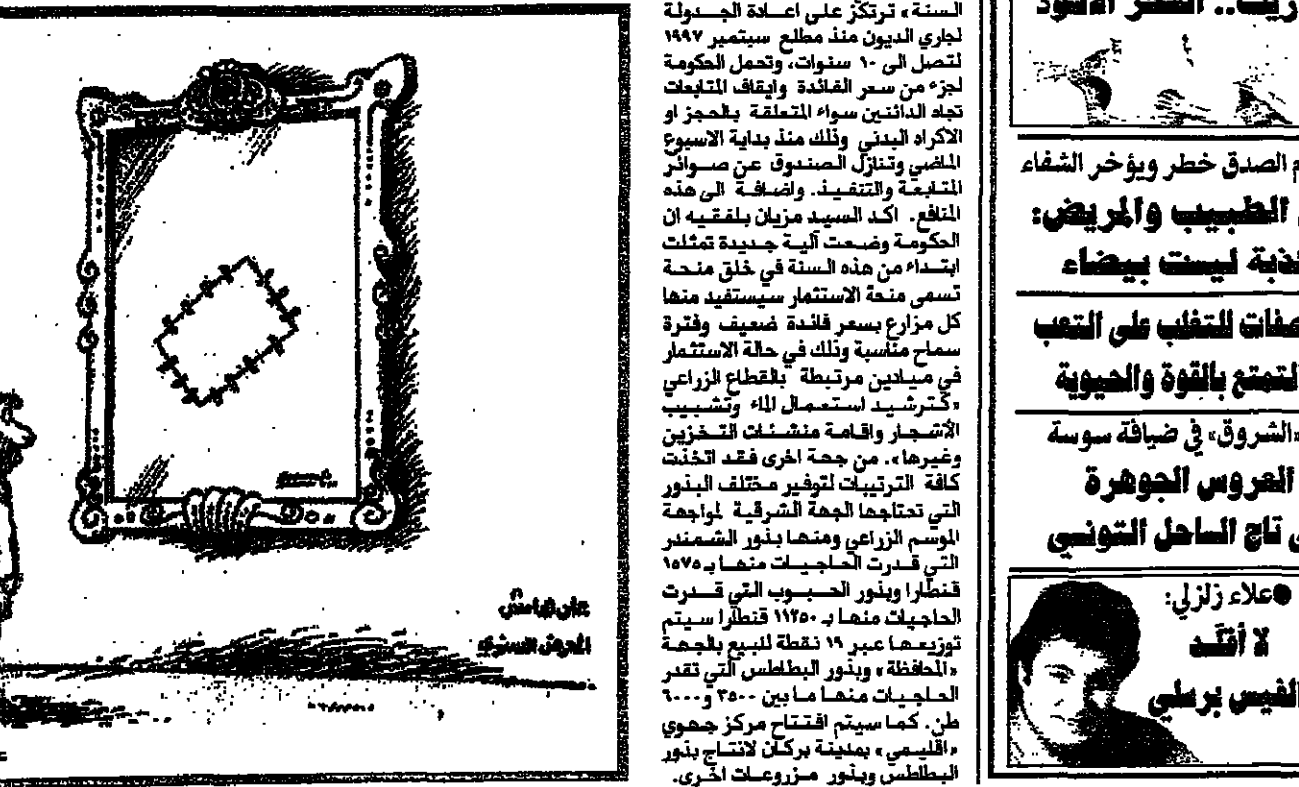 السنة» ترتكز على اعادة الجدولة
لجاري الديون منذ مطلع سبتمبر ١٩٩٧
لتصل الى ١٠ سنوات، وتحمل الحكومة
لجزء من سعر الفائدة وايقاف المتابعات
تجاه الدائنين سواء المتعلقة بالحجز او
الاكراه البدني وذلك منذ بداية الاسبوع
الماضي وتنازل الصندوق عن صوائر
المتابعة والتنفيذ. واضافة الى هذه
المنافع. اكد السيد مزيان بلفقيه ان
الحكومة وضعت آلية جديدة تمثلت
ابتداء من هذه السنة في خلق منحة
تسمى منحة الاستثمار سيستفيد منها
كل مزارع بسعر فائدة ضعيف وفترة
سماح مناسبة وذلك في حالة الاستثمار
في ميادين مرتبطة بالقطاع الزراعي
«كترشيد استعمال الماء وتشبيب
الأشجار واقامة منشئات التخزين
وغيرها». من جهة اخرى فقد اتخذت
كافة الترتيبات لتوفير مختلف البذور
التي تحتاجها الجهة الشرقية لمواجهة
الموسم الزراعي ومنها بذور الشمندر
التي قدرت الحاجيات منها بـ ١٥٧٥
قنطارا وبذور الحبوب التي قدرت
الحاجيات منها بـ ١١٢٥٠ قنطارا سيتم
توزيعها عبر ١٩ نقطة للبيع بالجهة
«المحافظة» وبذور البطاطس التي تقدر
الحاجيات منها ما بين ٣٥٠٠ و٦٠٠٠
طن. كما سيتم افتتاح مركز جهوي
«اقليمي» بمدينة بركان لانتاج بذور
البطاطس وبذور مزروعات اخرى.
الصدق خطر ويؤخر الشفاء
الطبيب والمريض:
ليست بيضاء
للتغلب على التعب
التمتع بالقوة والحيوية
«الشروق» في ضيافة سوسة
العروس الجوهرة
تاج الساحل التونسي
●علاء زلزلي:
لا أقلد
الفيس برسلي
على هامش
المعرض السنوي